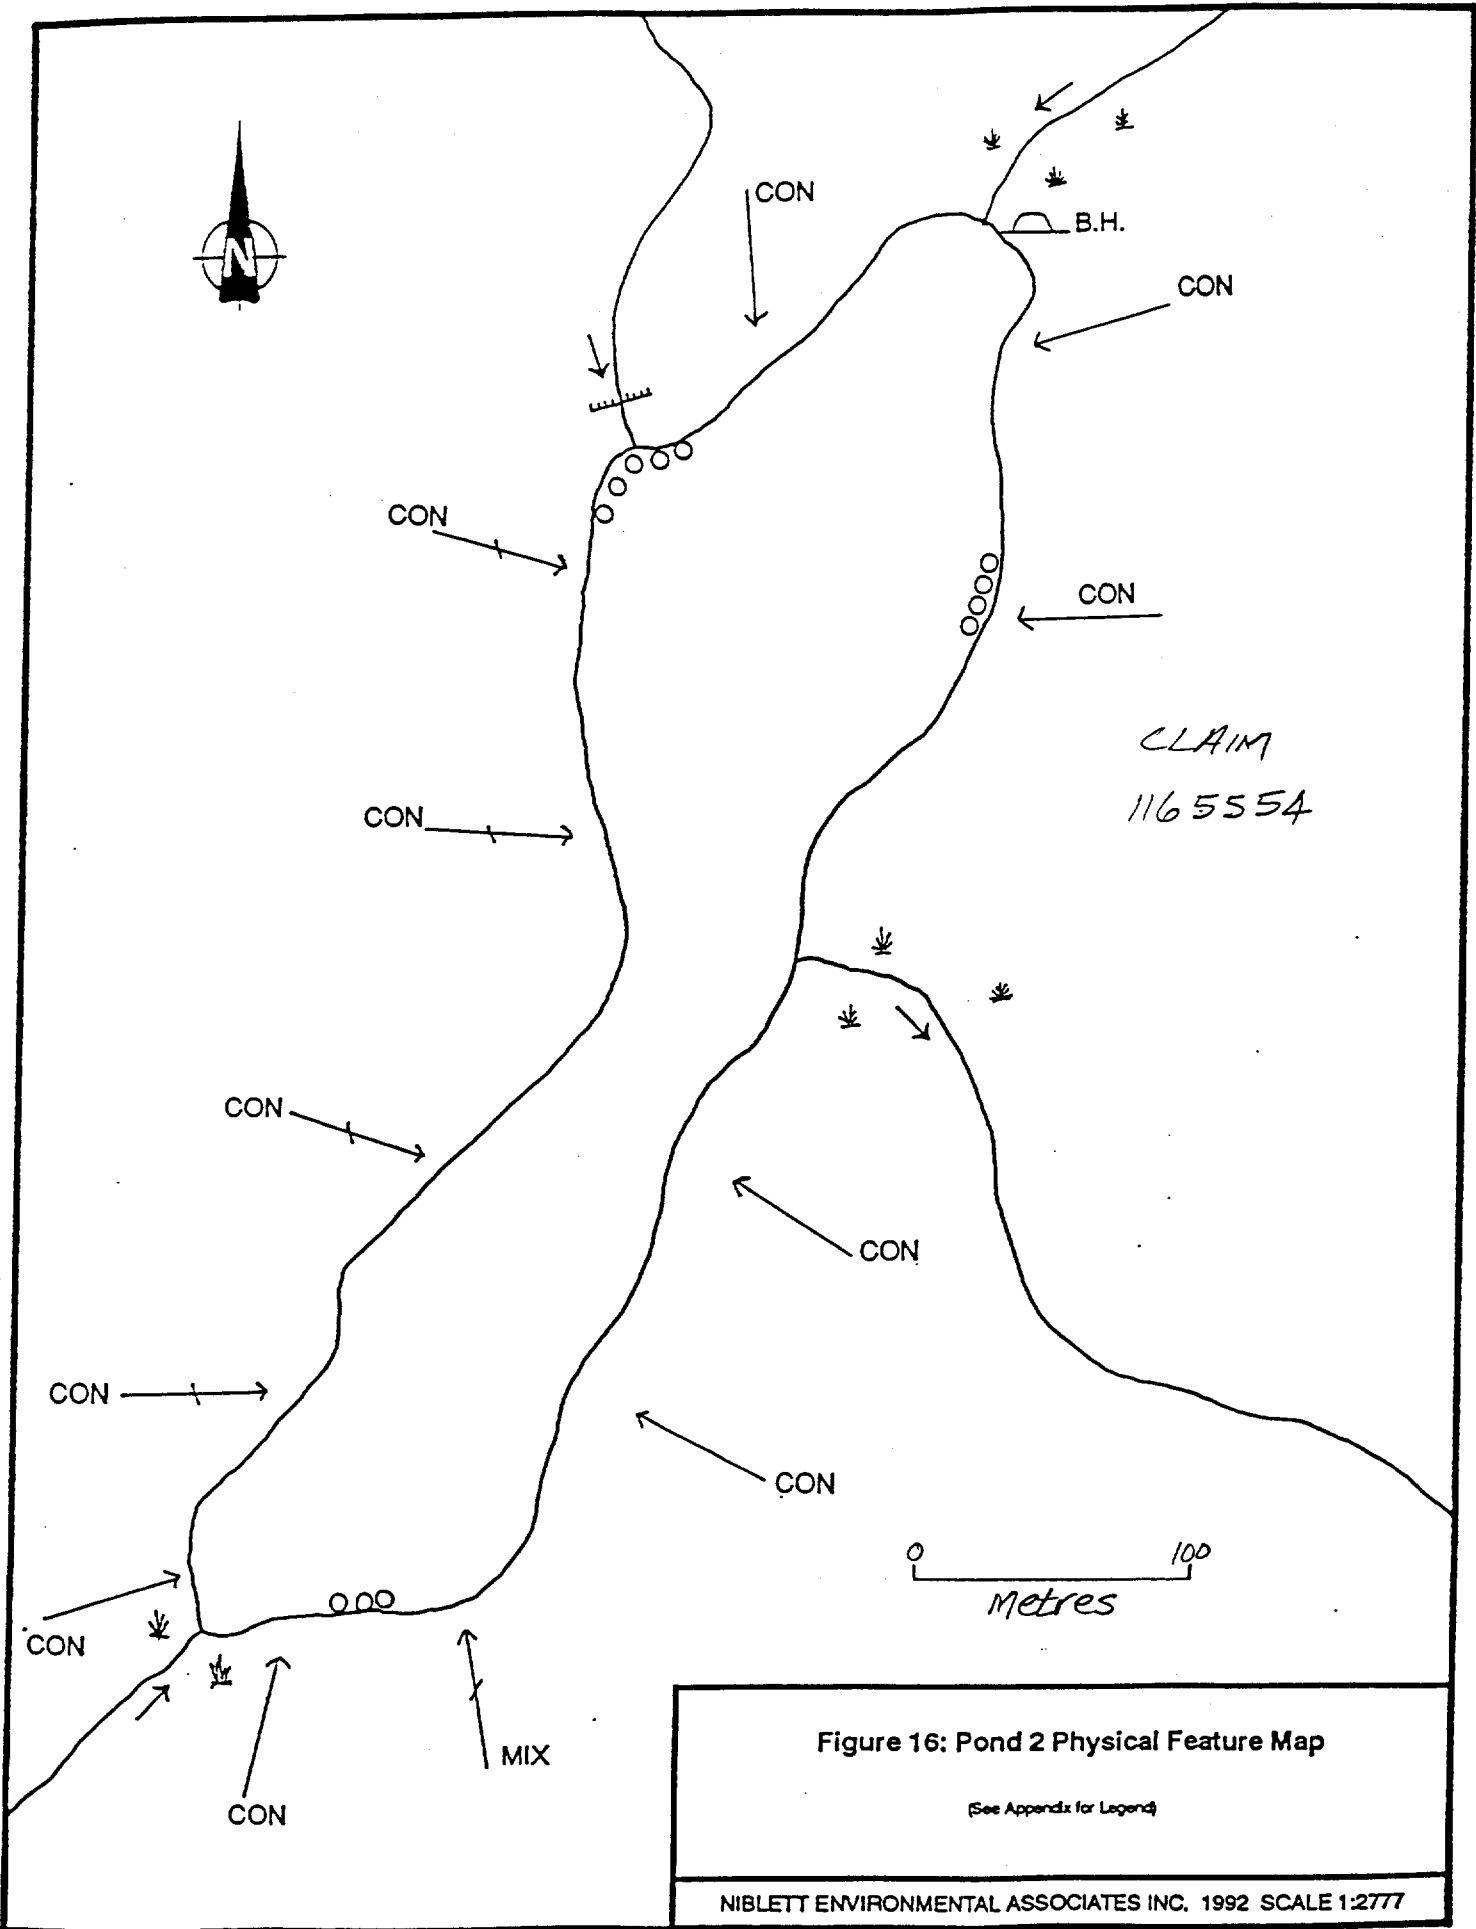 CON
B.H.
N
CON
CON
CON
CLAIM
1165554
CON
CON
CON
CON
CON
0 100
Metres
CON
MIX
CON
Figure 16: Pond 2 Physical Feature Map
(See Appendix for Legend)
NIBLETT ENVIRONMENTAL ASSOCIATES INC. 1992 SCALE 1:2777